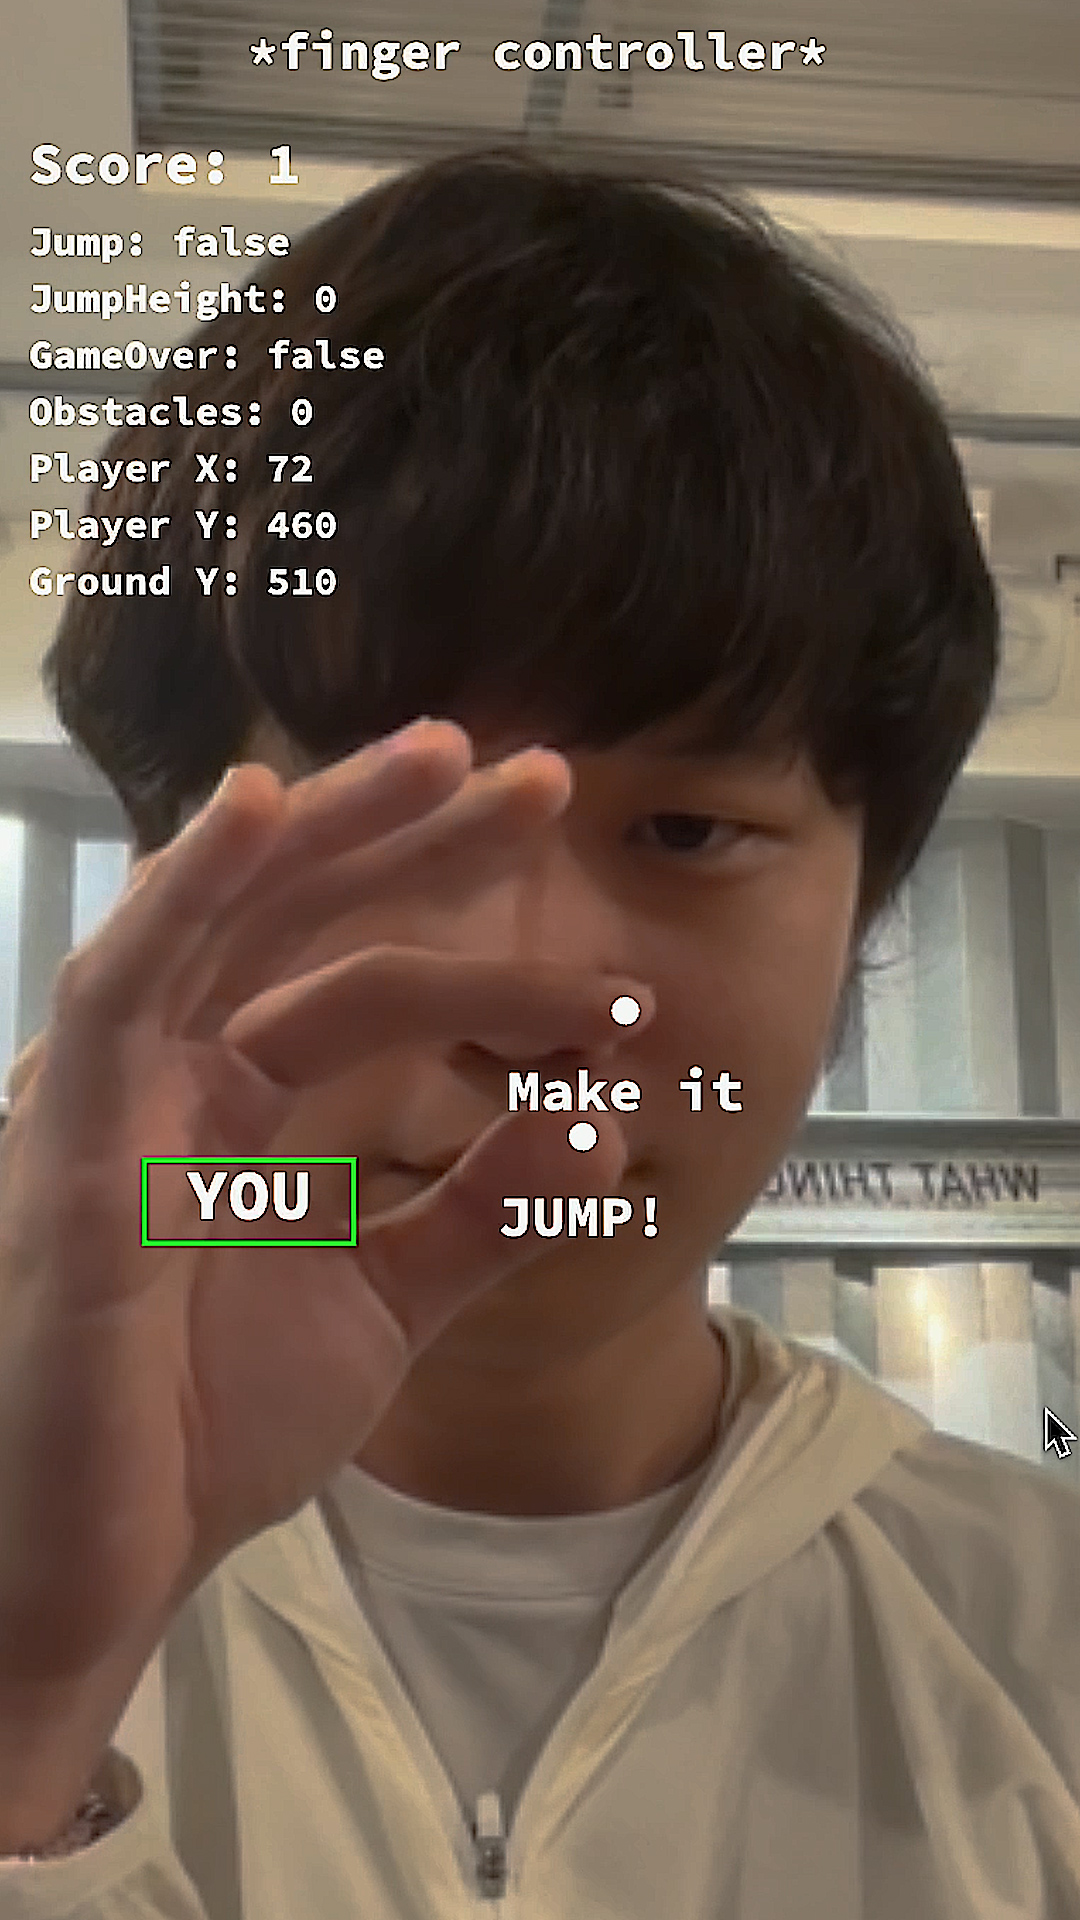 *finger controller*
Score: 1
Jump: false
JumpHeight: 0
GameOver: false
Obstacles: 0
Player X: 72
Player Y: 460
Ground Y: 510
Make it
YOU
JUMP!
WHAT